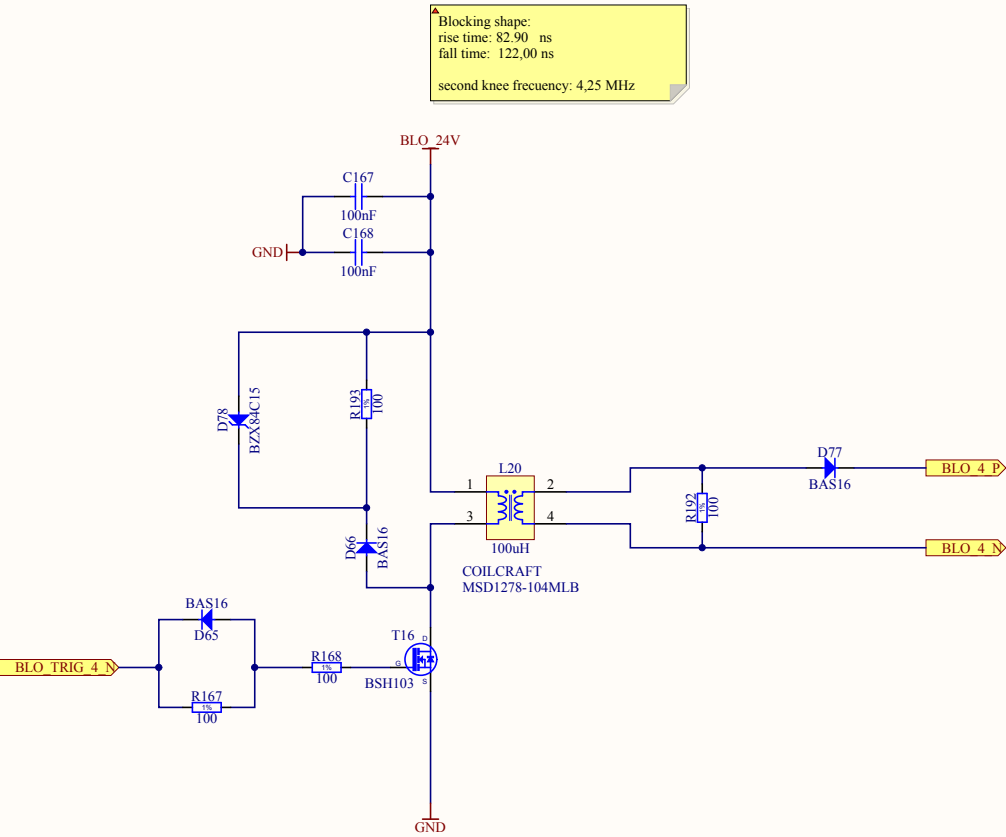 Blocking shape:
rise time: 82.90 ns
fall time: 122,00 ns
second knee frecuency: 4,25 MHz
BLO_24V
C167
100nF
C168
GND
100nF
D78
BZX84C15
R193
1%
100
D77
BLO_4_P
BAS16
L20
1
2
R192
1%
100
3
4
100uH
BLO_4_N
D66
BAS16
COILCRAFT
MSD1278-104MLB
BAS16
D65
T16
D
BLO_TRIG_4_N
R168
1%
100
G
S
BSH103
R167
1%
100
GND